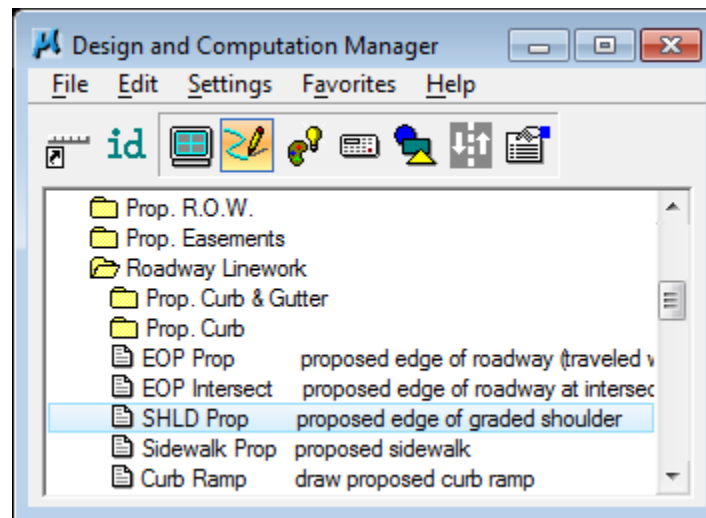 Design and Computation Manager
File Edit Settings Favorites Help
id
Prop. R.O.W.
Prop. Easements
Roadway Linework
Prop. Curb & Gutter
Prop. Curb
EOP Prop proposed edge of roadway (traveled
EOP Intersect proposed edge of roadway at intersec
SHLD Prop proposed edge of graded shoulder
Sidewalk Prop proposed sidewalk
Curb Ramp draw proposed curb ramp